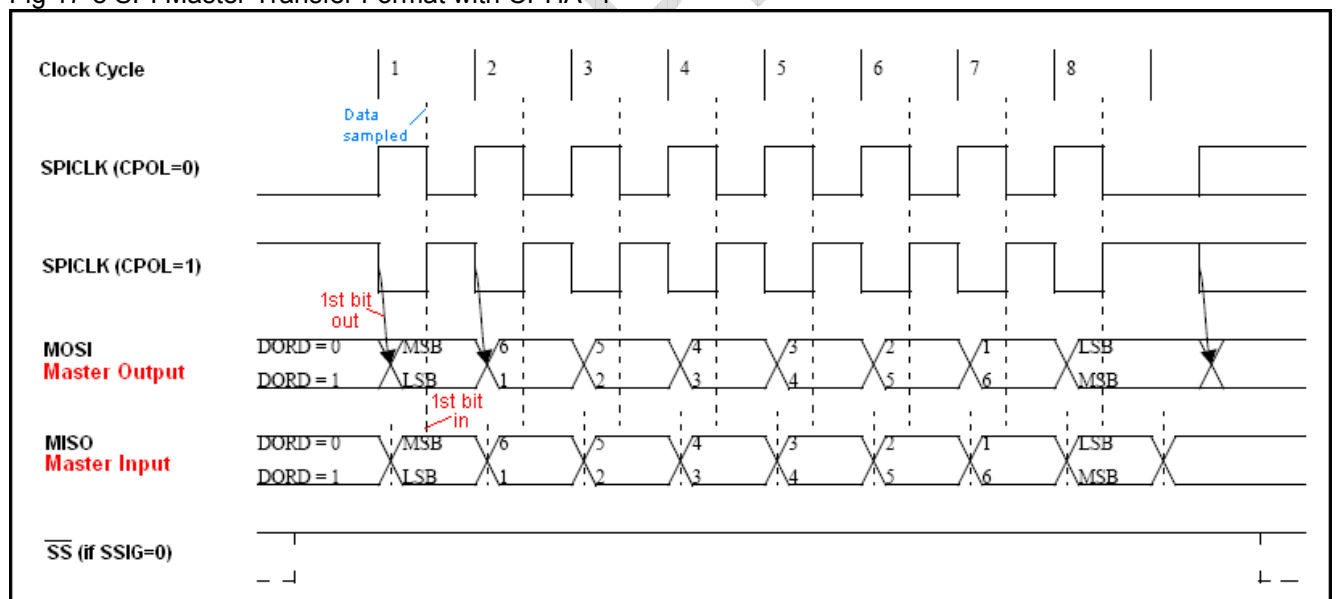 Clock Cycle 1 2 3 4 5 6 7 8
Data
sampled
SPICLK (CPOL=0)
SPICLK (CPOL=1)
1st bit
out
MOSI DORD = 0 MSB 6 5 4 3 2 1 LSB
Master Output DORD = 1 LSB 1 2 3 4 5 6 MSB
1st bit
in
MISO DORD = 0 MSB 6 5 4 3 2 1 LSB
Master Input DORD = 1 LSB 1 2 3 4 5 6 MSB
SS (if SSIG=0)